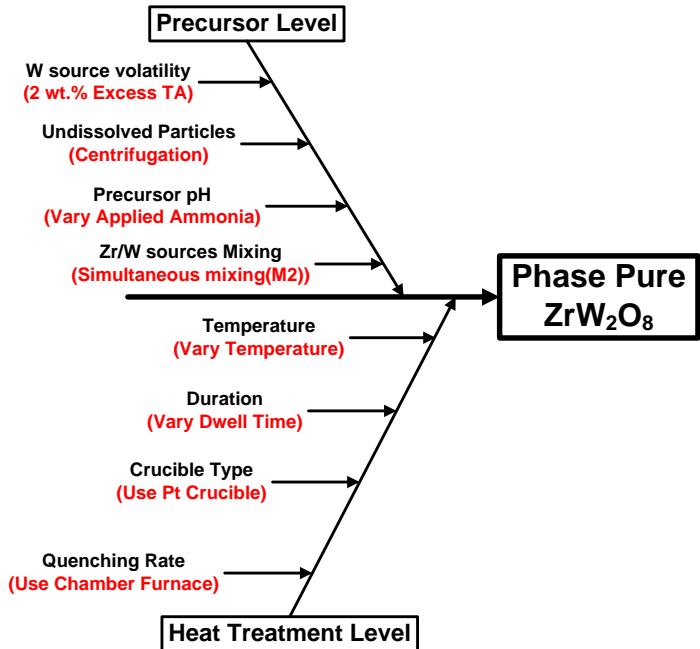 Precursor Level
W source volatility
(2 wt.% Excess TA)
Undissolved Particles
(Centrifugation)
Precursor pH
(Vary Applied Ammonia)
Zr/W sources Mixing
(Simultaneous mixing(M2))
Phase Pure
ZrW₂O₈
Temperature
(Vary Temperature)
Duration
(Vary Dwell Time)
Crucible Type
(Use Pt Crucible)
Quenching Rate
(Use Chamber Furnace)
Heat Treatment Level